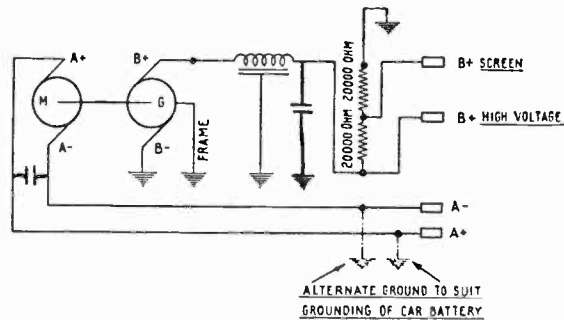 A+
B+
M
G
A-
B-
FRAME
20000 OHM 20000 OHM
B+ SCREEN
B+ HIGH VOLTAGE
A-
A+
ALTERNATE GROUND TO SUIT
GROUNDING OF CAR BATTERY